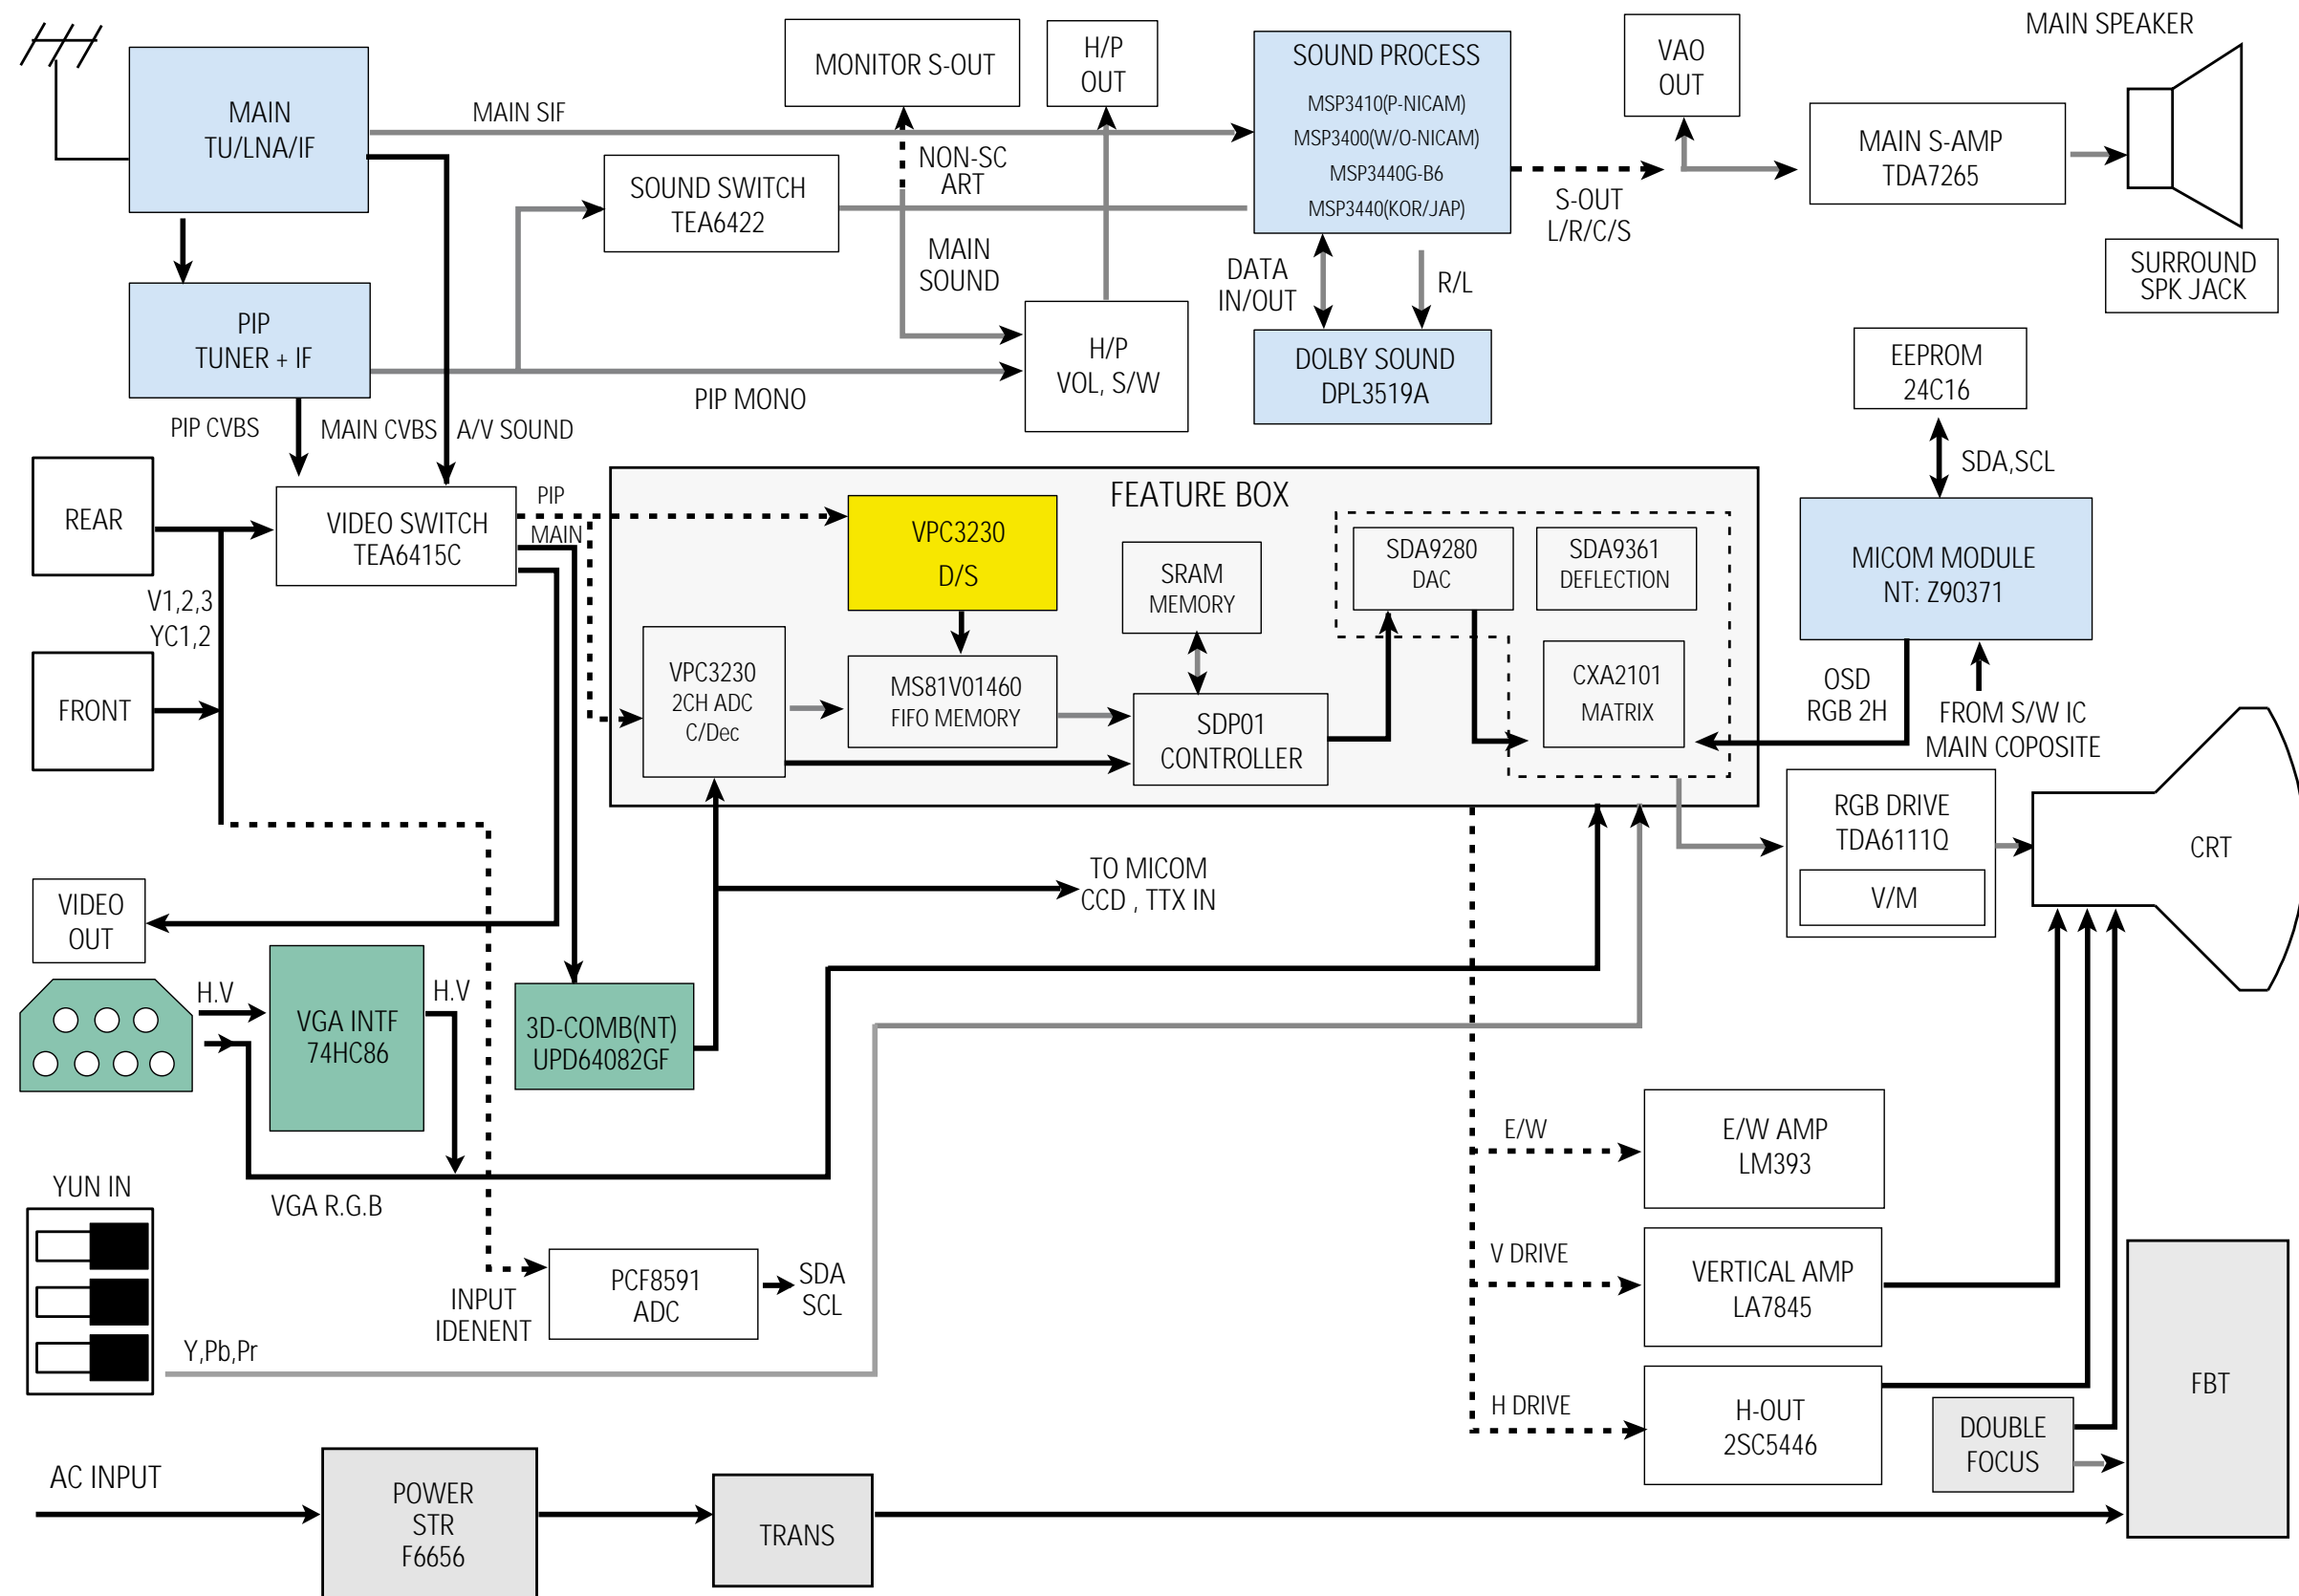 MAIN
TU/LNA/IF
MAIN SIF
MONITOR S-OUT
H/P
OUT
SOUND PROCESS
MSP3410(P-NICAM)
MSP3400(W/O-NICAM)
MSP3440G-B6
MSP3440(KOR/JAP)
VAO
OUT
MAIN SPEAKER
MAIN S-AMP
TDA7265
SOUND SWITCH
TEA6422
NON-SC
ART
S-OUT
L/R/C/S
MAIN
SOUND
DATA
IN/OUT
R/L
SURROUND
SPK JACK
PIP
TUNER + IF
PIP MONO
H/P
VOL, S/W
DOLBY SOUND
DPL3519A
EEPROM
24C16
SDA,SCL
PIP CVBS
MAIN CVBS
A/V SOUND
REAR
VIDEO SWITCH
TEA6415C
PIP
MAIN
FEATURE BOX
VPC3230
D/S
SRAM
MEMORY
SDA9280
DAC
SDA9361
DEFLECTION
MICOM MODULE
NT: Z90371
V1,2,3
YC1,2
FRONT
VPC3230
2CH ADC
C/Dec
MS81V01460
FIFO MEMORY
SDP01
CONTROLLER
CXA2101
MATRIX
OSD
RGB 2H
FROM S/W IC
MAIN COPOSITE
RGB DRIVE
TDA6111Q
V/M
CRT
TO MICOM
CCD , TTX IN
VIDEO
OUT
H.V
VGA INTF
74HC86
H.V
3D-COMB(NT)
UPD64082GF
VGA R.G.B
YUN IN
Y,Pb,Pr
INPUT
IDENENT
PCF8591
ADC
SDA
SCL
E/W
E/W AMP
LM393
V DRIVE
VERTICAL AMP
LA7845
H DRIVE
H-OUT
2SC5446
DOUBLE
FOCUS
FBT
AC INPUT
POWER
STR
F6656
TRANS